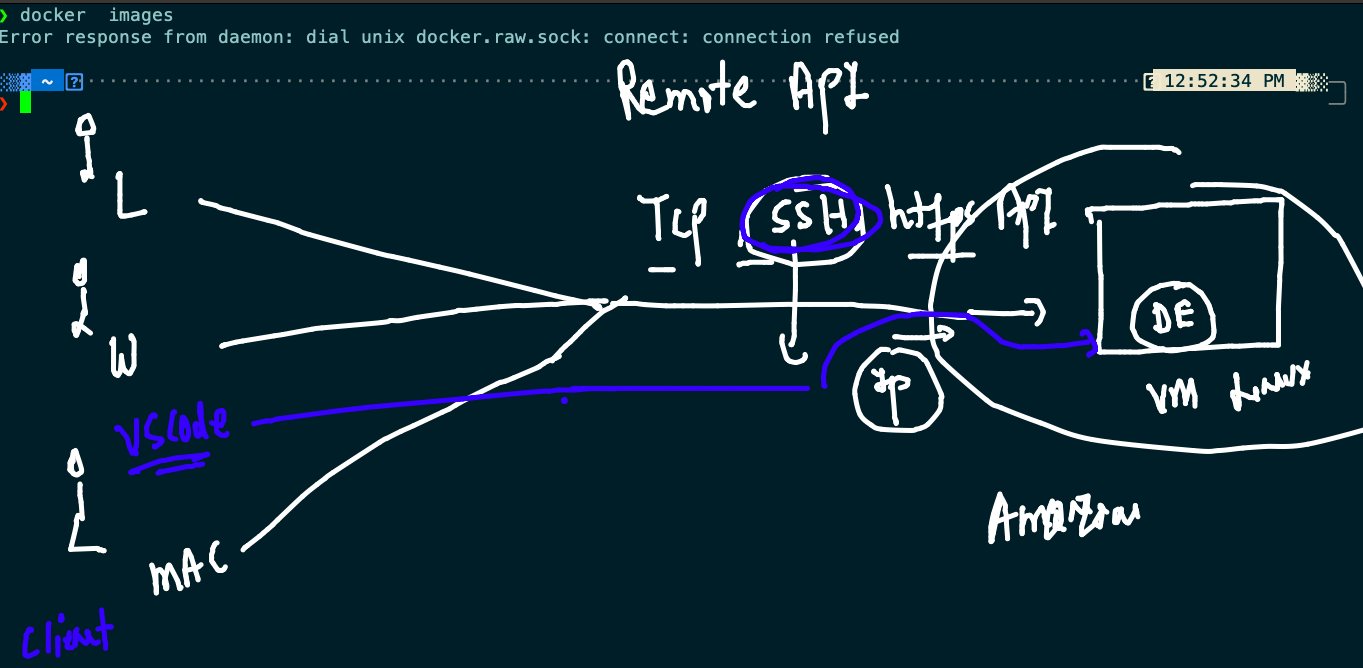 ❯ docker  images
Error response from daemon: dial unix docker.raw.sock: connect: connection refused
~ ? 12:52:34 PM
❯
Remote API
L
TCP SSH https API
DE
W
Ip
VM Linux
vscode
Amazon
MAC
client